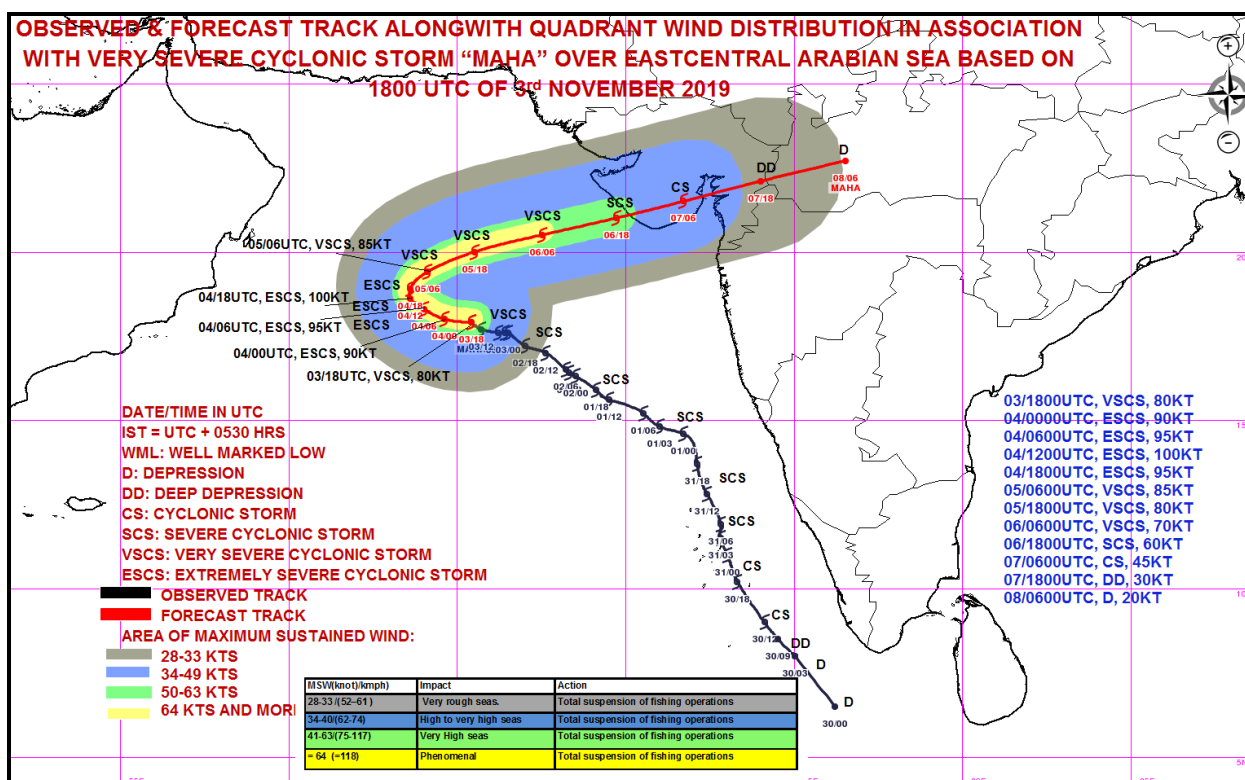 OBSERVED & FORECAST TRACK ALONGWITH QUADRANT WIND DISTRIBUTION IN ASSOCIATION
WITH VERY SEVERE CYCLONIC STORM “MAHA” OVER EASTCENTRAL ARABIAN SEA BASED ON
1800 UTC OF 3rd NOVEMBER 2019
D
08/06
MAHA
DD
07/18
CS
07/06
SCS
06/18
VSCS
06/06
VSCS
05/18
05/06UTC, VSCS, 85KT
VSCS
05/06
ESCS
04/18UTC, ESCS, 100KT
04/18
ESCS
04/12
04/06UTC, ESCS, 95KT
ESCS
04/06
04/00UTC, ESCS, 90KT
04/00
03/18
03/18UTC, VSCS, 80KT
VSCS
03/12
03/00
SCS
02/18
02/12
02/06
02/00
SCS
01/18
01/12
01/06
SCS
01/03
01/00
31/18
SCS
31/12
SCS
31/06
31/03
31/00
CS
30/18
CS
30/12
DD
30/09
D
30/03
D
30/00
20
15
10
5N
DATE/TIME IN UTC
IST = UTC + 0530 HRS
WML: WELL MARKED LOW
D: DEPRESSION
DD: DEEP DEPRESSION
CS: CYCLONIC STORM
SCS: SEVERE CYCLONIC STORM
VSCS: VERY SEVERE CYCLONIC STORM
ESCS: EXTREMELY SEVERE CYCLONIC STORM
OBSERVED TRACK
FORECAST TRACK
AREA OF MAXIMUM SUSTAINED WIND:
28-33 KTS
34-49 KTS
50-63 KTS
64 KTS AND MORE
03/1800UTC, VSCS, 80KT
04/0000UTC, ESCS, 90KT
04/0600UTC, ESCS, 95KT
04/1200UTC, ESCS, 100KT
04/1800UTC, ESCS, 95KT
05/0600UTC, VSCS, 85KT
05/1800UTC, VSCS, 80KT
06/0600UTC, VSCS, 70KT
06/1800UTC, SCS, 60KT
07/0600UTC, CS, 45KT
07/1800UTC, DD, 30KT
08/0600UTC, D, 20KT
MSW(knot)/kmph) Impact Action
28-33 /(52–61) Very rough seas. Total suspension of fishing operations
34-40/(62-74) High to very high seas Total suspension of fishing operations
41-63/(75-117) Very High seas Total suspension of fishing operations
= 64 (=118) Phenomenal Total suspension of fishing operations